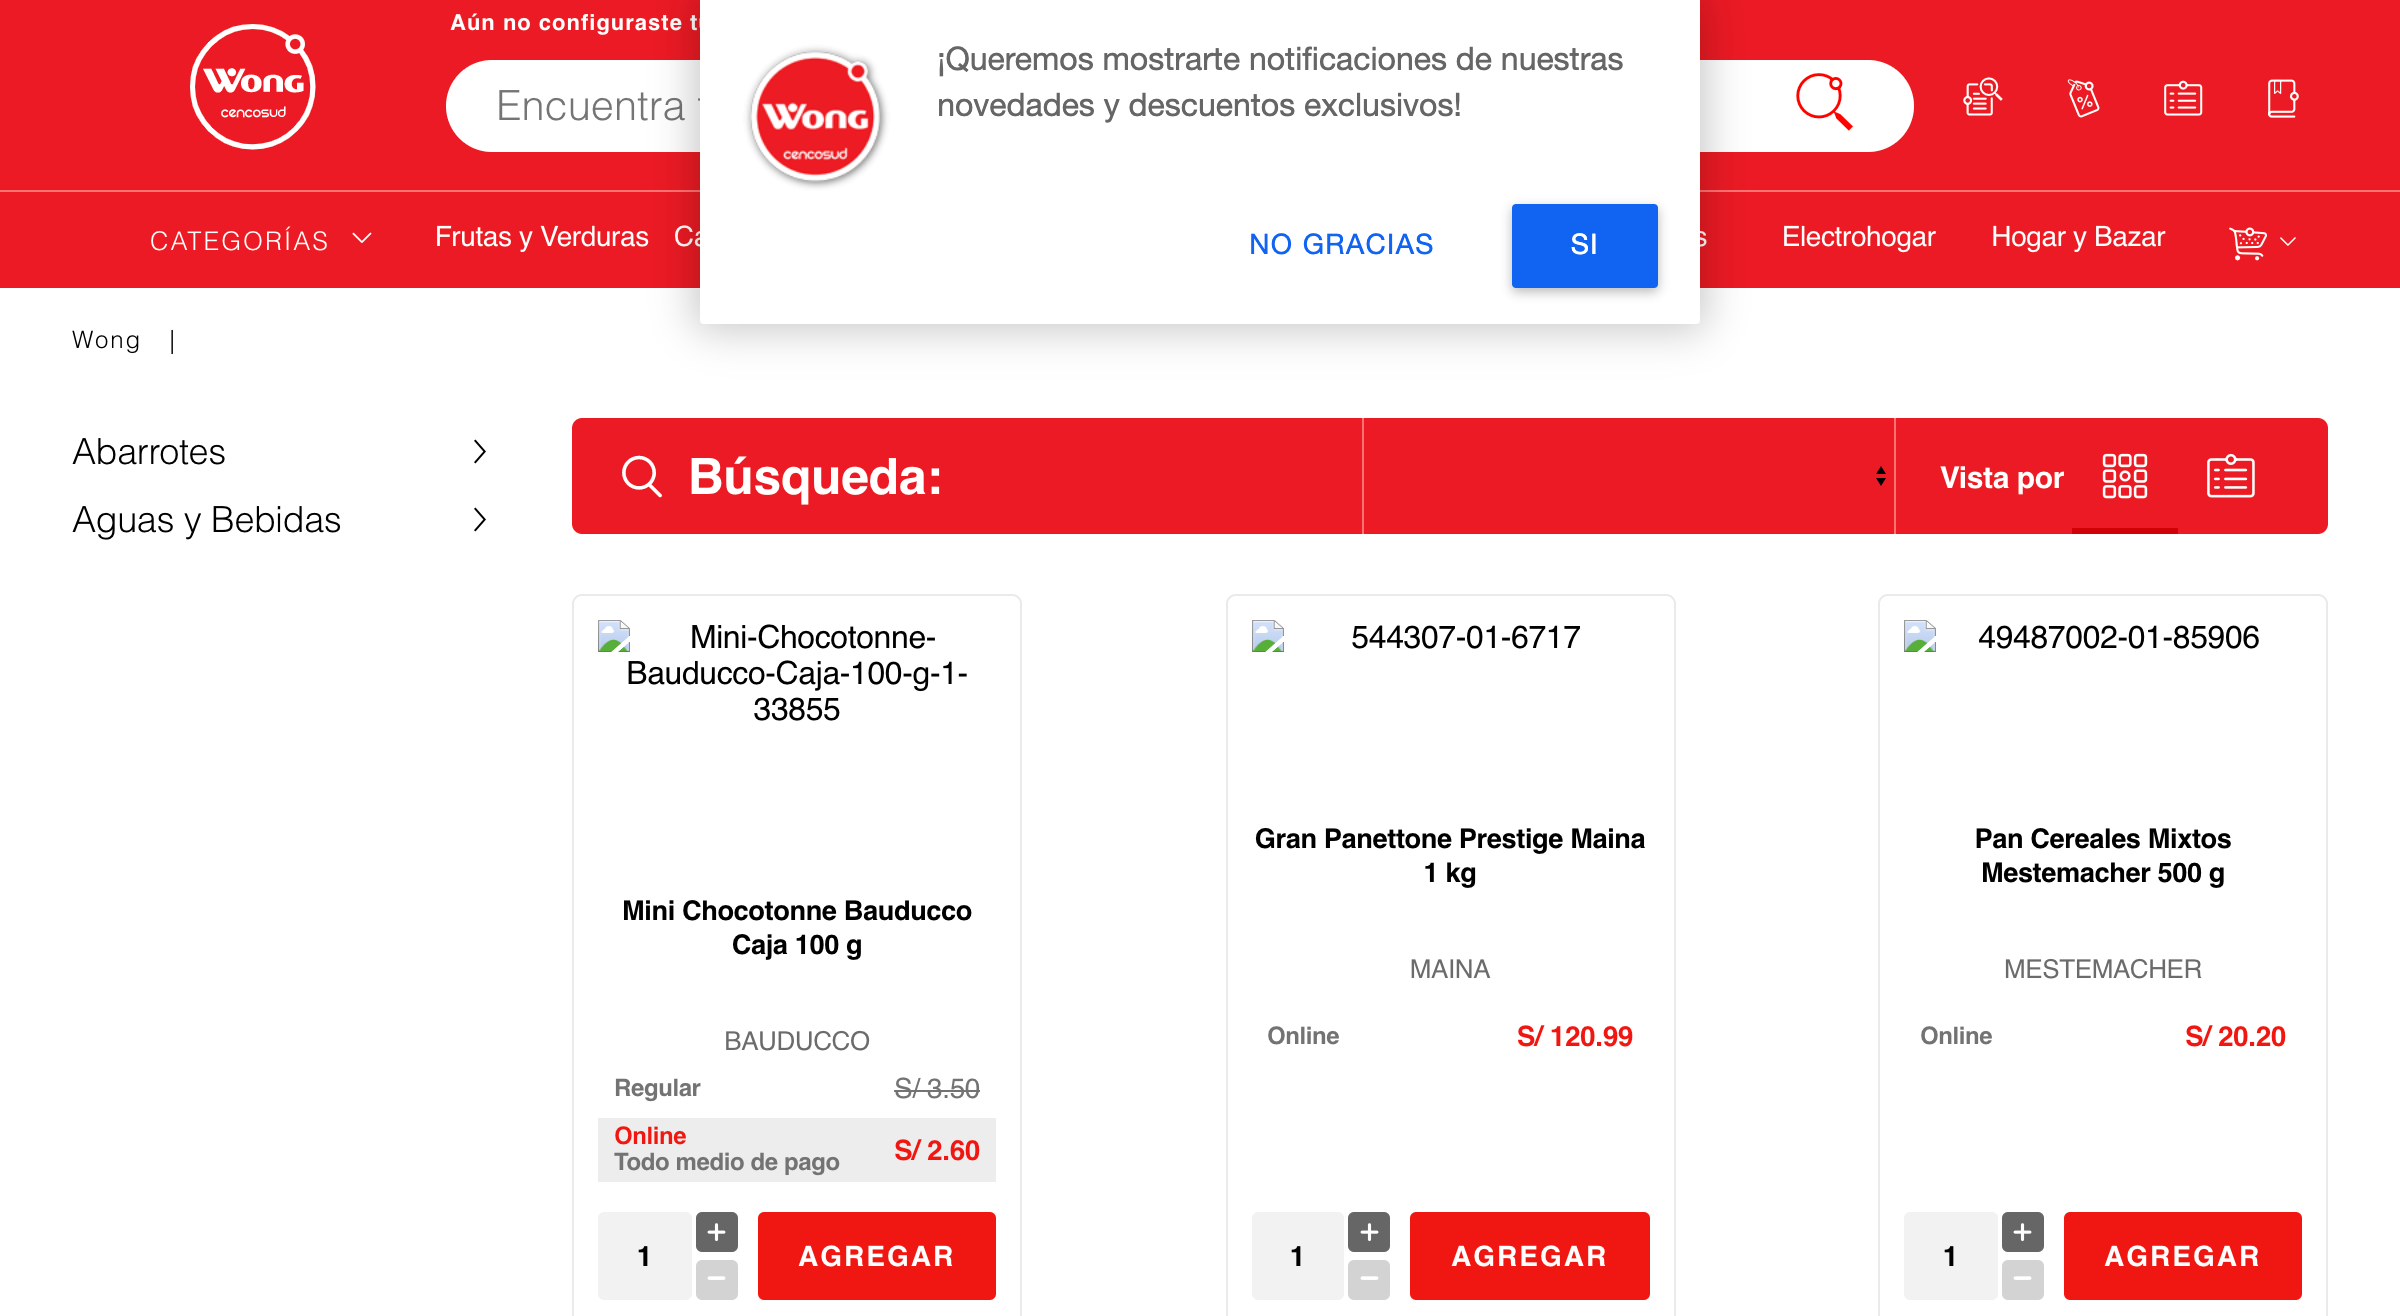 Aún no configuraste
Wong
cencosud
Encuentra
¡Queremos mostrarte notificaciones de nuestras
novedades y descuentos exclusivos!
Wong
cencosud
NO GRACIAS
SI
CATEGORÍAS
Frutas y Verduras
Electrohogar
Hogar y Bazar
Wong |
Abarrotes
Aguas y Bebidas
Búsqueda:
Vista por
Mini-Chocotonne-
Bauducco-Caja-100-g-1-
33855
Mini Chocotonne Bauducco
Caja 100 g
BAUDUCCO
Regular S/ 3.50
Online
Todo medio de pago
S/ 2.60
1
+
−
AGREGAR
544307-01-6717
Gran Panettone Prestige Maina
1 kg
MAINA
Online S/ 120.99
1
+
−
AGREGAR
49487002-01-85906
Pan Cereales Mixtos
Mestemacher 500 g
MESTEMACHER
Online S/ 20.20
1
+
−
AGREGAR